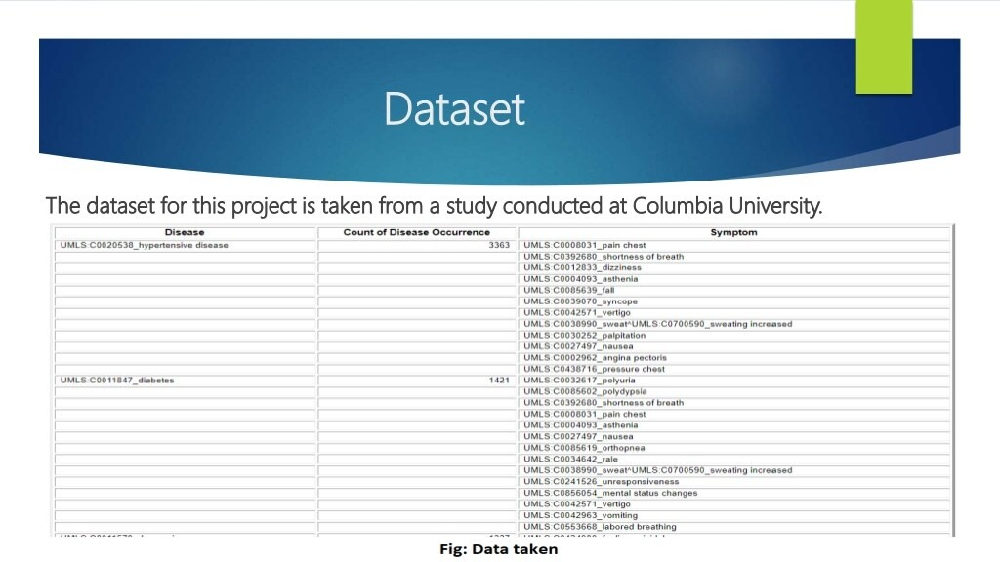 Dataset
The dataset for this project is taken from a study conducted at Columbia University.
Disease Count of Disease Occurrence Symptom
UMLS:C0020538_hypertensive disease 3363 UMLS:C0008031_pain chest
UMLS:C0392680_shortness of breath
UMLS:C0012833_dizziness
UMLS:C0004093_asthenia
UMLS:C0085639_fall
UMLS:C0039070_syncope
UMLS:C0042571_vertigo
UMLS:C0038990_sweat^UMLS:C0700590_sweating increased
UMLS:C0030252_palpitation
UMLS:C0027497_nausea
UMLS:C0002962_angina pectoris
UMLS:C0438716_pressure chest
UMLS:C0011847_diabetes 1421 UMLS:C0032617_polyuria
UMLS:C0085602_polydypsia
UMLS:C0392680_shortness of breath
UMLS:C0008031_pain chest
UMLS:C0004093_asthenia
UMLS:C0027497_nausea
UMLS:C0085619_orthopnea
UMLS:C0034642_rale
UMLS:C0038990_sweat^UMLS:C0700590_sweating increased
UMLS:C0241526_unresponsiveness
UMLS:C0856054_mental status changes
UMLS:C0042571_vertigo
UMLS:C0042963_vomiting
UMLS:C0553668_labored breathing
Fig: Data taken